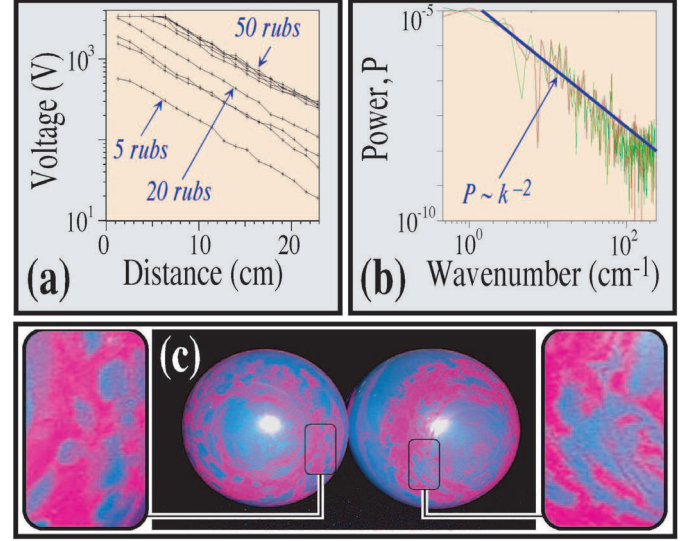 50 rubs
5 rubs
20 rubs
Voltage (V)
10³
10¹
0
10
20
Distance (cm)
(a)
10⁻⁵
10⁻¹⁰
Power, P
P ~ k⁻²
10⁰
10²
Wavenumber (cm⁻¹)
(b)
(c)